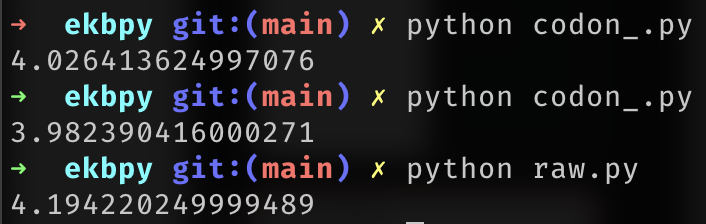 → ekbpy git:(main) ✗ python codon_.py
4.026413624997076
→ ekbpy git:(main) ✗ python codon_.py
3.982390416000271
→ ekbpy git:(main) ✗ python raw.py
4.194220249999489